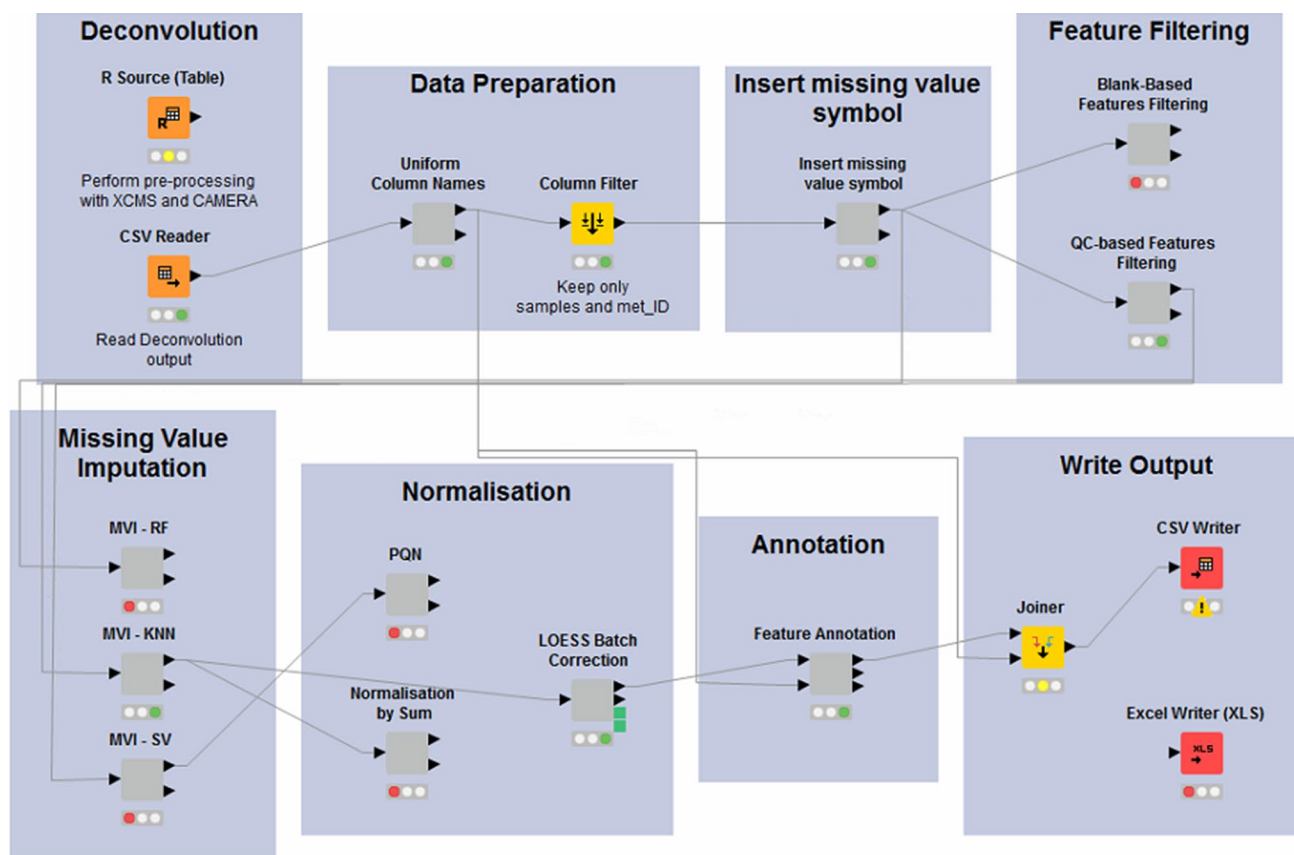 Deconvolution
R Source (Table)
R
Perform pre-processing
with XCMS and CAMERA
CSV Reader
Read Deconvolution
output
Data Preparation
Uniform
Column Names
Column Filter
Keep only
samples and met_ID
Insert missing value
symbol
Insert missing
value symbol
Feature Filtering
Blank-Based
Features Filtering
QC-based Features
Filtering
Missing Value
Imputation
MVI - RF
MVI - KNN
MVI - SV
Normalisation
PQN
Normalisation
by Sum
LOESS Batch
Correction
Annotation
Feature Annotation
Write Output
Joiner
CSV Writer
!
Excel Writer (XLS)
XLS